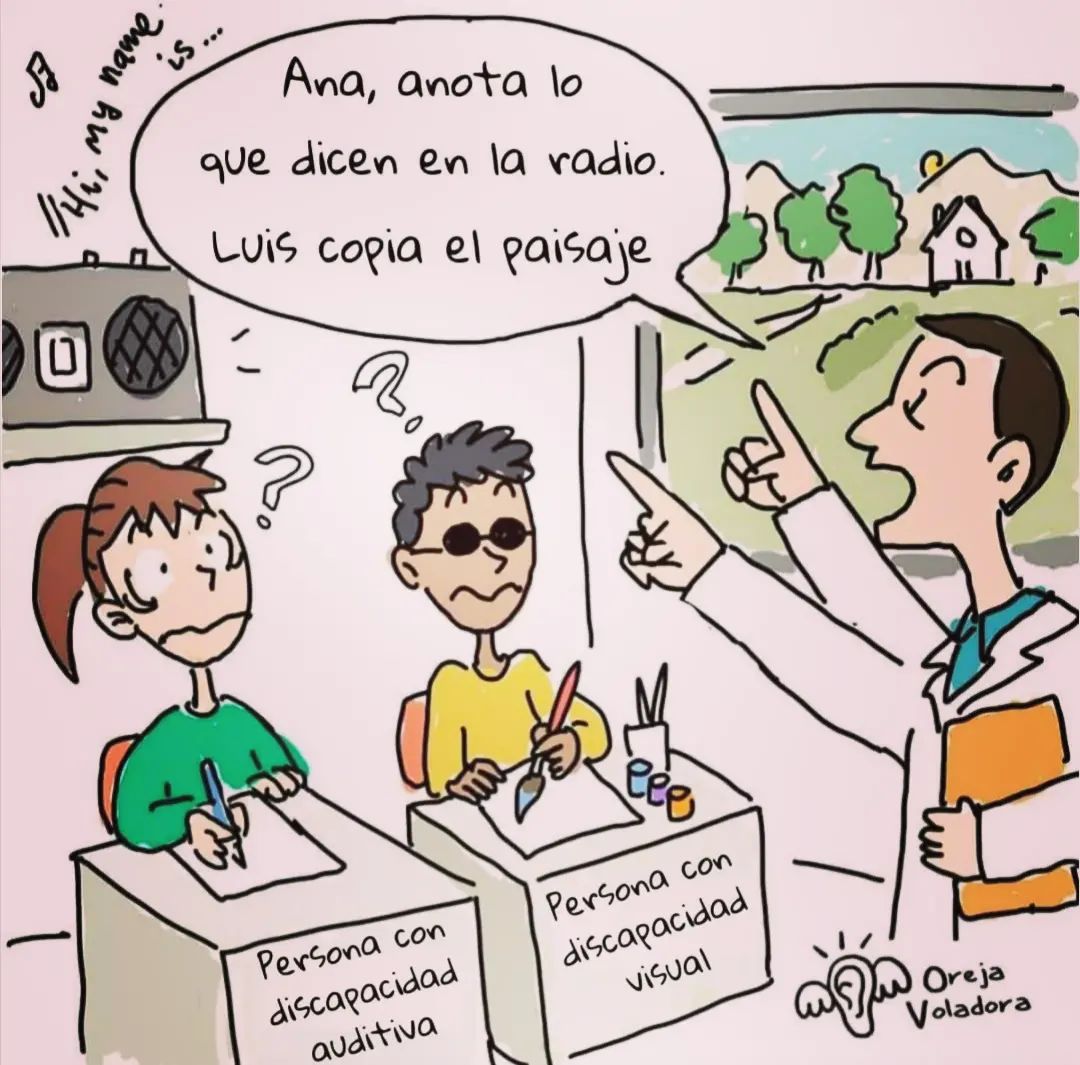 Hi, my name
is...
Ana, anota lo
que dicen en la radio.
Luis copia el paisaje
Persona con
discapacidad
auditiva
Persona con
discapacidad
visual
Oreja
Voladora